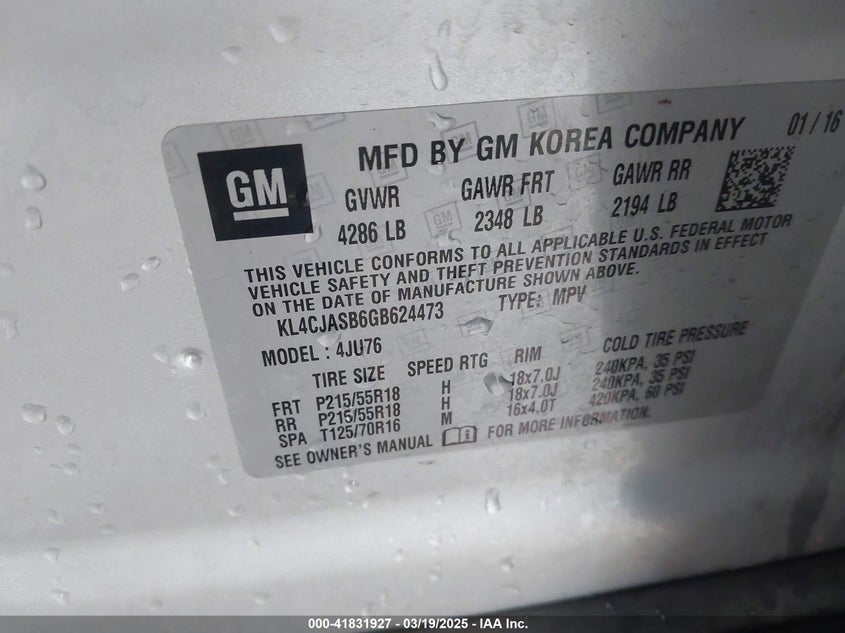 GM
MFD BY GM KOREA COMPANY 01/16
GVWR GAWR FRT GAWR RR
4286 LB 2348 LB 2194 LB
THIS VEHICLE CONFORMS TO ALL APPLICABLE U.S. FEDERAL MOTOR
VEHICLE SAFETY AND THEFT PREVENTION STANDARDS IN EFFECT
ON THE DATE OF MANUFACTURE SHOWN ABOVE.
KL4CJASB6GB624473 TYPE: MPV
MODEL : 4JU76
TIRE SIZE SPEED RTG RIM COLD TIRE PRESSURE
FRT P215/55R18 H 18x7.0J 240KPA, 35 PSI
RR P215/55R18 H 18x7.0J 240KPA, 35 PSI
SPA T125/70R16 M 16x4.0T 420KPA, 60 PSI
SEE OWNER'S MANUAL FOR MORE INFORMATION.
000-41831927 - 03/19/2025 - IAA Inc.